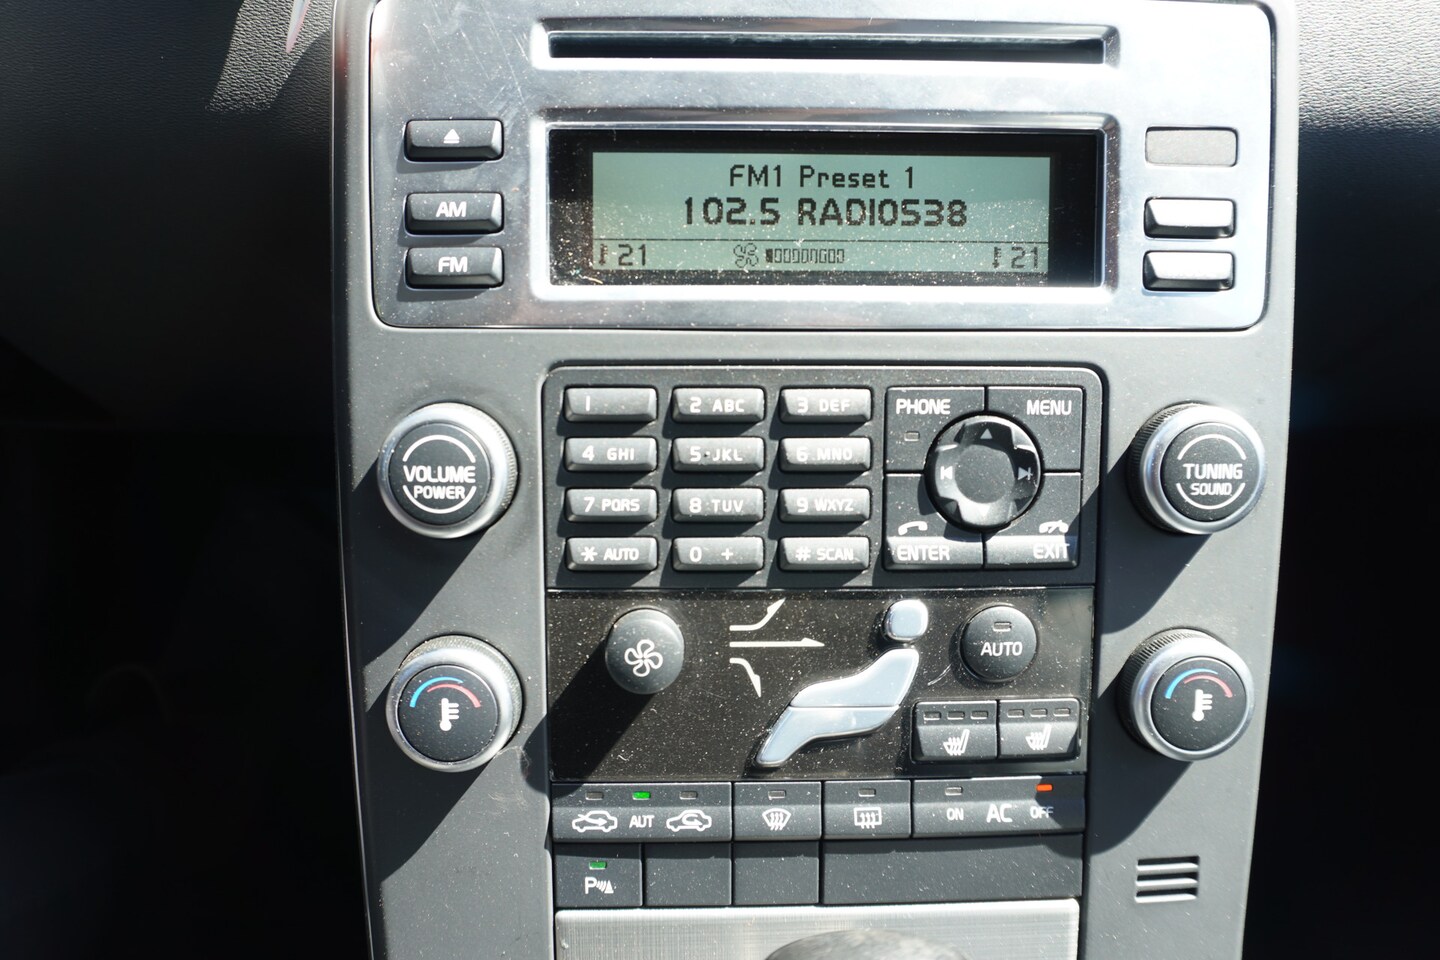 FM1 Preset 1
102.5 RADIO538
21 21
AM
FM
1 2 ABC 3 DEF
4 GHI 5 JKL 6 MNO
7 PQRS 8 TUV 9 WXYZ
* AUTO 0 + # SCAN
PHONE MENU
ENTER EXIT
VOLUME
POWER
TUNING
SOUND
AUTO
AUT
ON AC OFF
P